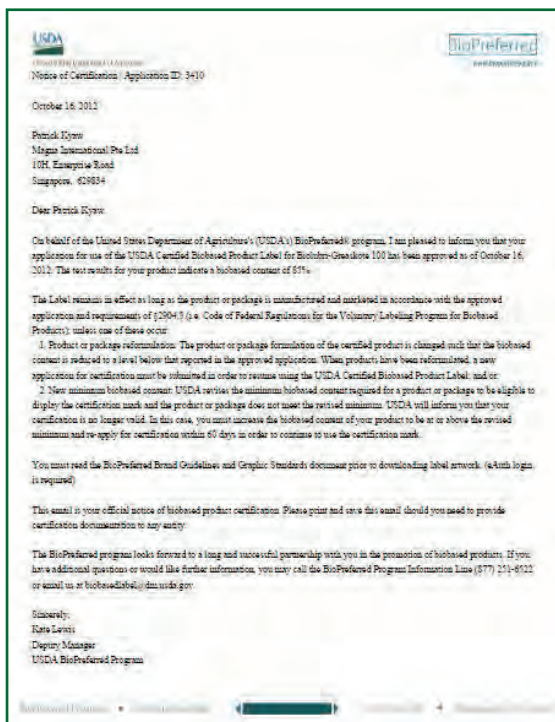 USDA
BioPreferred
Notice of Certification | Application ID: 3410
October 16, 2012
Patrick Kyaw
Magna International Pte Ltd
10H, Enterprise Road
Singapore, 629834
Dear Patrick Kyaw:
On behalf of the United States Department of Agriculture's (USDA's) BioPreferred® program, I am pleased to inform you that your
application for use of the USDA Certified Biobased Product Label for Biolubri-Greaskote 100 has been approved as of October 16,
2012. The test results for your product indicate a biobased content of 87%.
The Label remains in effect as long as the product or package is manufactured and marketed in accordance with the approved
application and requirements of §2904.5 (i.e. Code of Federal Regulations for the Voluntary Labeling Program for Biobased
Products); unless one of these occur:
1. Product or package reformulation: The product or package formulation of the certified product is changed such that the biobased
content is reduced to a level below that reported in the approved application. When products have been reformulated, a new
application for certification must be submitted in order to resume using the USDA Certified Biobased Product Label; and/or
2. New minimum biobased content: USDA revises the minimum biobased content required for a product or package to be eligible to
display the certification mark and the product or package does not meet the revised minimum. USDA will inform you that your
certification is no longer valid. In this case, you must increase the biobased content of your product to be at or above the revised
minimum and re-apply for certification within 60 days in order to continue to use the certification mark.
You must read the BioPreferred Brand Guidelines and Graphic Standards document prior to downloading label artwork. (eAuth login
is required)
This email is your official notice of biobased product certification. Please print and save this email should you need to provide
certification documentation to any entity.
The BioPreferred program looks forward to a long and successful partnership with you in the promotion of biobased products. If you
have additional questions or would like further information, you may call the BioPreferred Program Information Line (877) 251-6522
or email us at biobasedlabel@dm.usda.gov.
Sincerely,
Kate Lewis
Deputy Manager
USDA BioPreferred Program